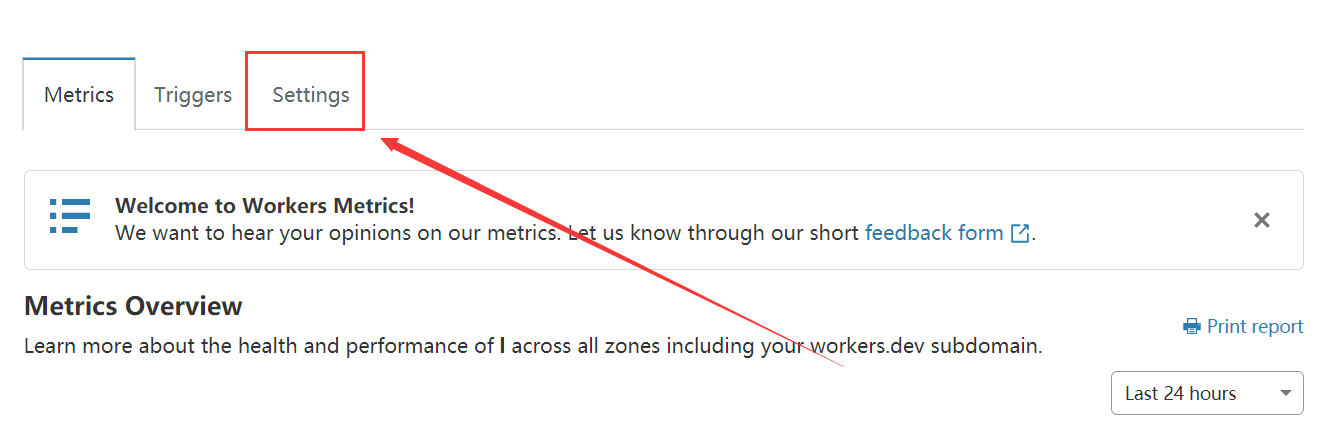 Metrics Triggers Settings
Welcome to Workers Metrics!
We want to hear your opinions on our metrics. Let us know through our short feedback form.
Metrics Overview
Print report
Learn more about the health and performance of l across all zones including your workers.dev subdomain.
Last 24 hours